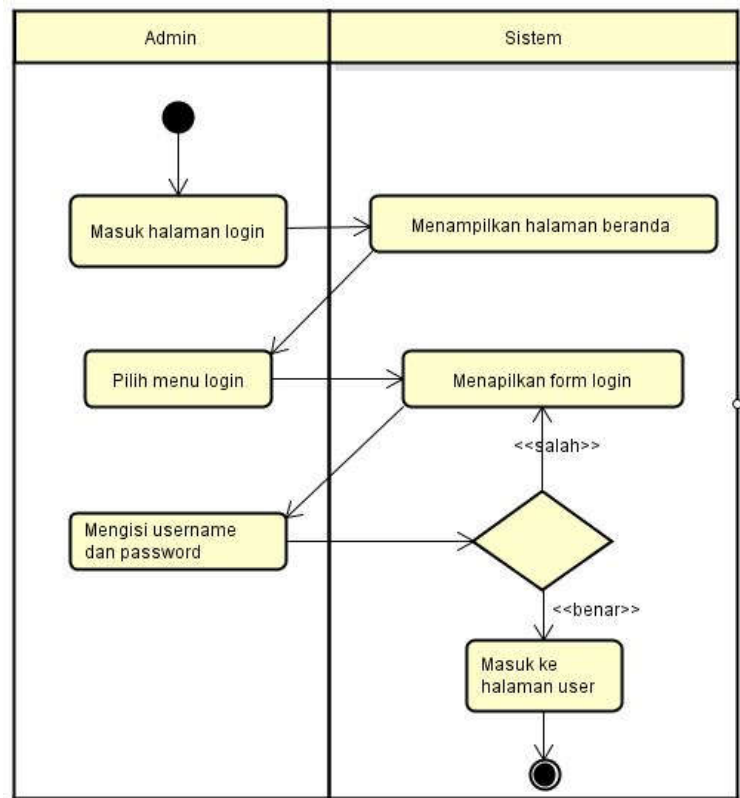 Admin
Sistem
Masuk halaman login
Menampilkan halaman beranda
Pilih menu login
Menapilkan form login
<<salah>>
Mengisi username
dan password
<<benar>>
Masuk ke
halaman user